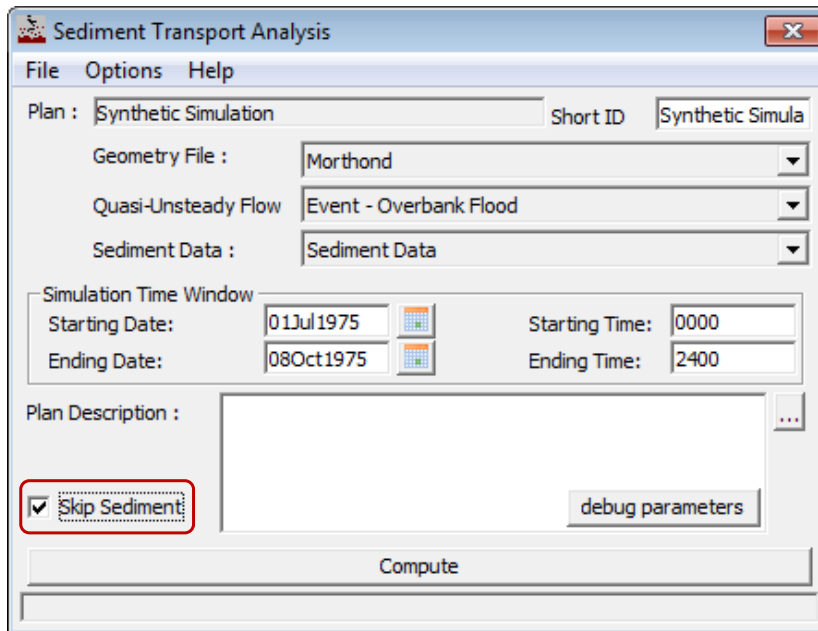 Sediment Transport Analysis
File Options Help
Plan : Synthetic Simulation Short ID Synthetic Simula
Geometry File : Morthond
Quasi-Unsteady Flow Event - Overbank Flood
Sediment Data : Sediment Data
Simulation Time Window
Starting Date: 01Jul1975 Starting Time: 0000
Ending Date: 08Oct1975 Ending Time: 2400
Plan Description : ...
Skip Sediment debug parameters
Compute